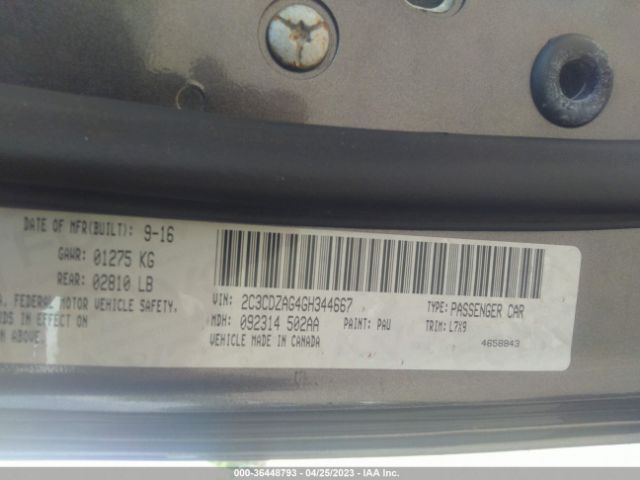 DATE OF MFR(BUILT): 9-16
GAWR: 01275 KG
REAR: 02810 LB
FEDERAL MOTOR VEHICLE SAFETY,
IN EFFECT ON
ABOVE.
VIN: 2C3CDZAG4GH344667
TYPE: PASSENGER CAR
MDH: 092314 502AA
PAINT: PAU
TRIM: L7X9
VEHICLE MADE IN CANADA
4658843
000-36448793 - 04/25/2023 - IAA Inc.